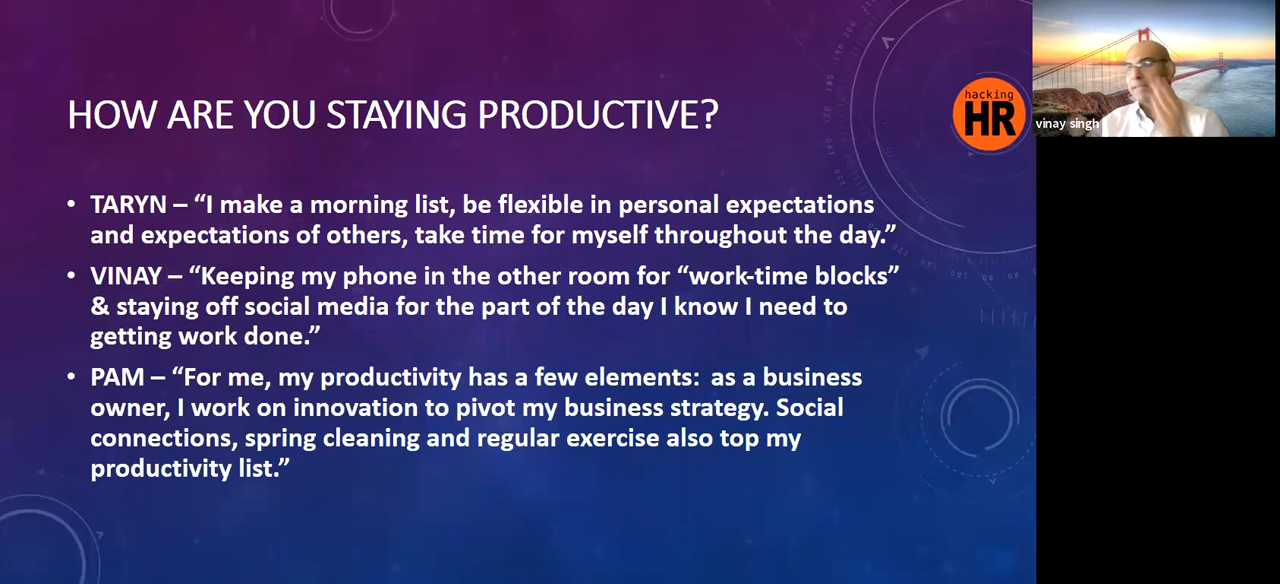 HOW ARE YOU STAYING PRODUCTIVE?
hacking
HR
vinay singh
• TARYN – “I make a morning list, be flexible in personal expectations
and expectations of others, take time for myself throughout the day.”
• VINAY – “Keeping my phone in the other room for “work-time blocks”
& staying off social media for the part of the day I know I need to
getting work done.”
• PAM – “For me, my productivity has a few elements:  as a business
owner, I work on innovation to pivot my business strategy. Social
connections, spring cleaning and regular exercise also top my
productivity list.”